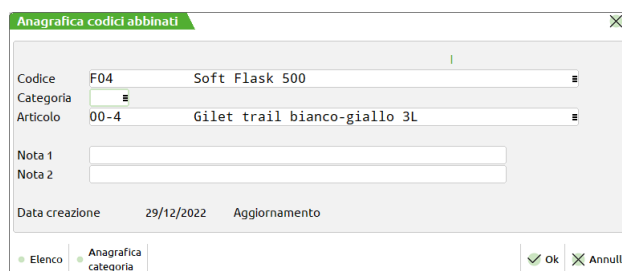 Anagrafica codici abbinati
Codice F04 Soft Flask 500
Categoria
Articolo 00-4 Gilet trail bianco-giallo 3L
Nota 1
Nota 2
Data creazione 29/12/2022 Aggiornamento
Elenco Anagrafica categoria Ok Annull